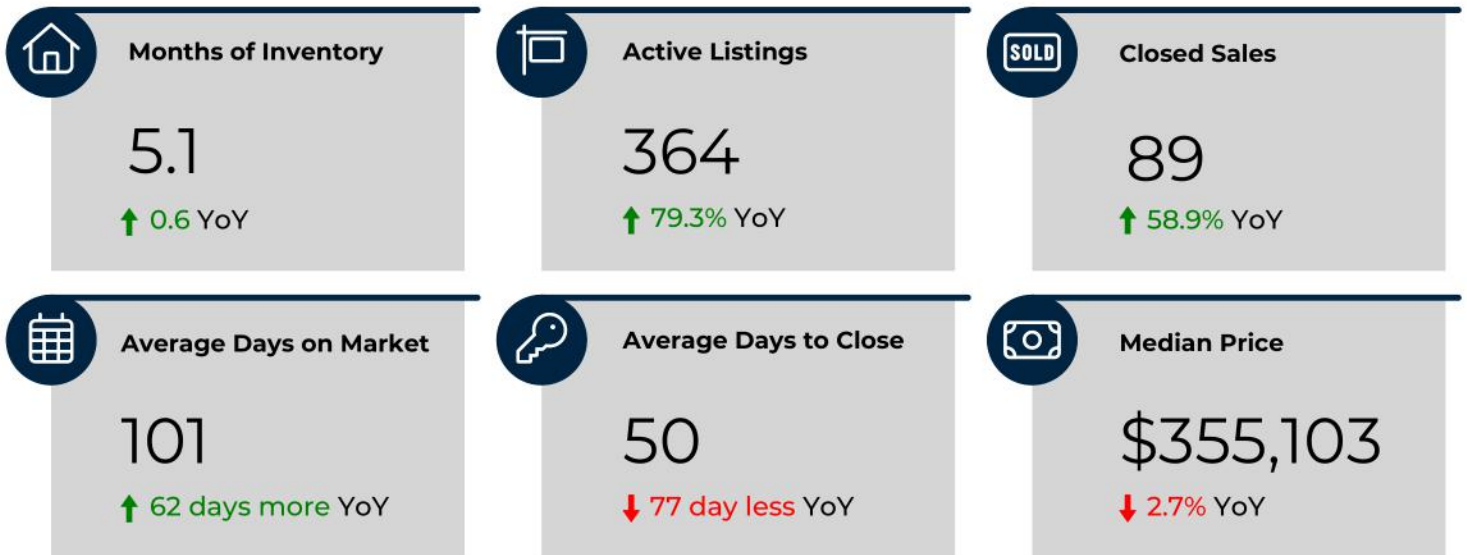 Months of Inventory
5.1
↑ 0.6 YoY
Active Listings
364
↑ 79.3% YoY
SOLD
Closed Sales
89
↑ 58.9% YoY
Average Days on Market
101
↑ 62 days more YoY
Average Days to Close
50
↓ 77 day less YoY
Median Price
$355,103
↓ 2.7% YoY